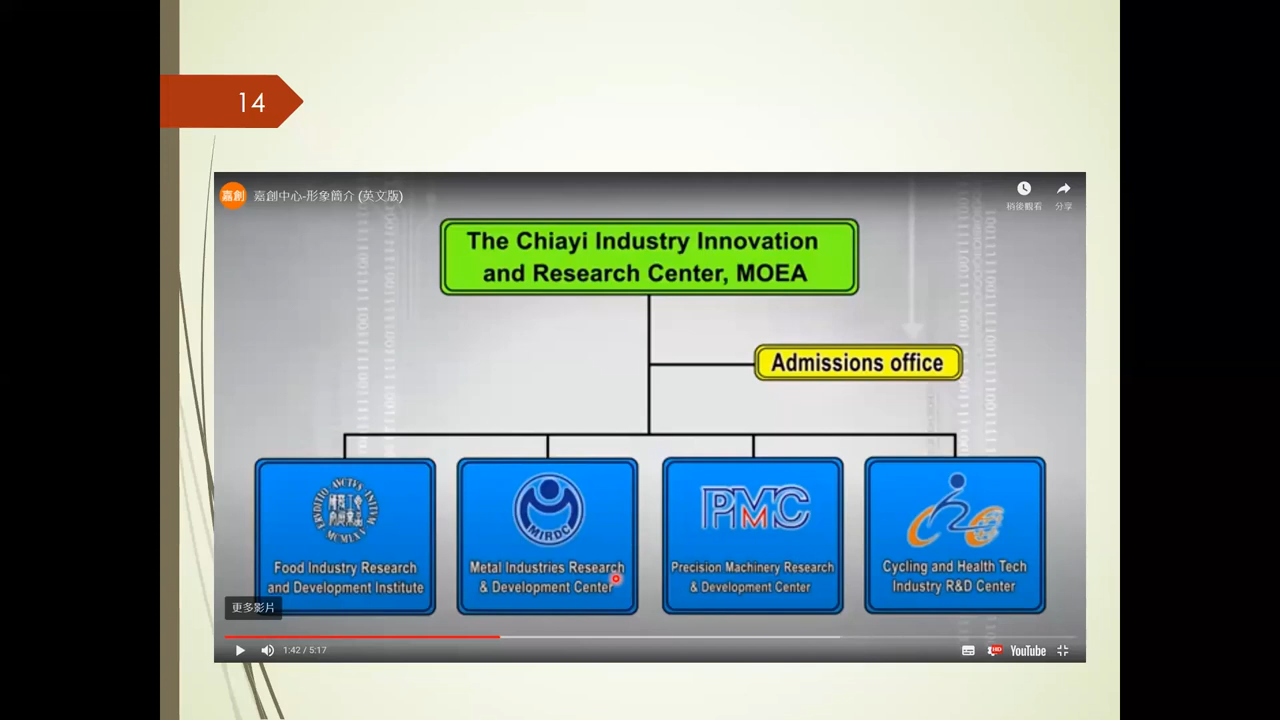 14
嘉創
嘉創中心-形象簡介 (英文版)
稍後觀看
分享
The Chiayi Industry Innovation
and Research Center, MOEA
Admissions office
MCMLXV
Food Industry Research
and Development Institute
MIRDC
Metal Industries Research
& Development Center
PMC
Precision Machinery Research
& Development Center
Cycling and Health Tech
Industry R&D Center
更多影片
1:42 / 5:17
HD
YouTube